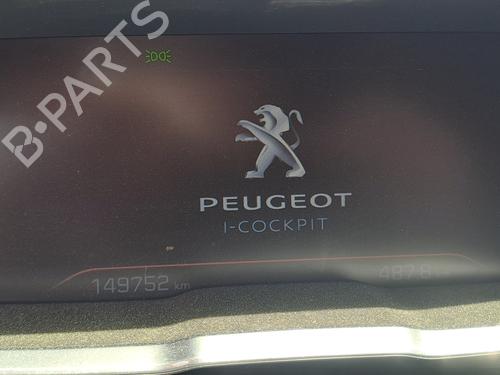 B-PARTS
PEUGEOT
i-COCKPIT
149752 km
487.8